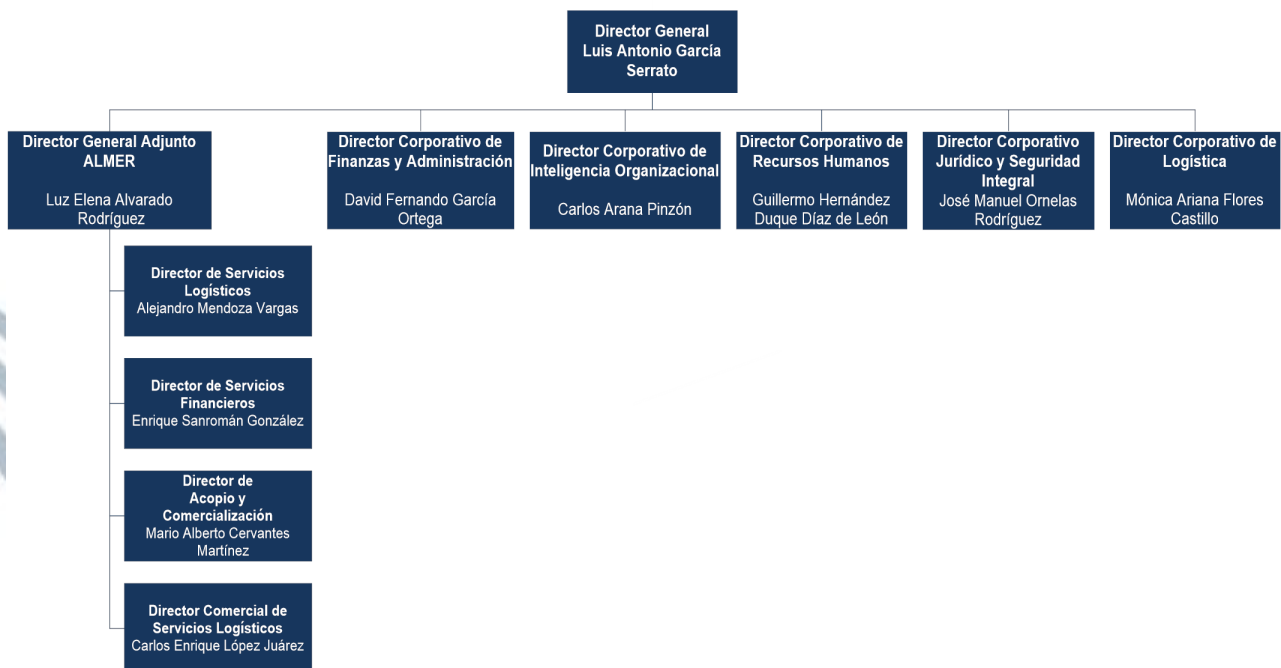 Director General
Luis Antonio García
Serrato
Director General Adjunto
ALMER
Luz Elena Alvarado
Rodríguez
Director Corporativo de
Finanzas y Administración
David Fernando García
Ortega
Director Corporativo de
Inteligencia Organizacional
Carlos Arana Pinzón
Director Corporativo de
Recursos Humanos
Guillermo Hernández
Duque Díaz de León
Director Corporativo
Jurídico y Seguridad
Integral
José Manuel Ornelas
Rodríguez
Director Corporativo de
Logística
Mónica Ariana Flores
Castillo
Director de Servicios
Logísticos
Alejandro Mendoza Vargas
Director de Servicios
Financieros
Enrique Sanromán González
Director de
Acopio y
Comercialización
Mario Alberto Cervantes
Martínez
Director Comercial de
Servicios Logísticos
Carlos Enrique López Juárez